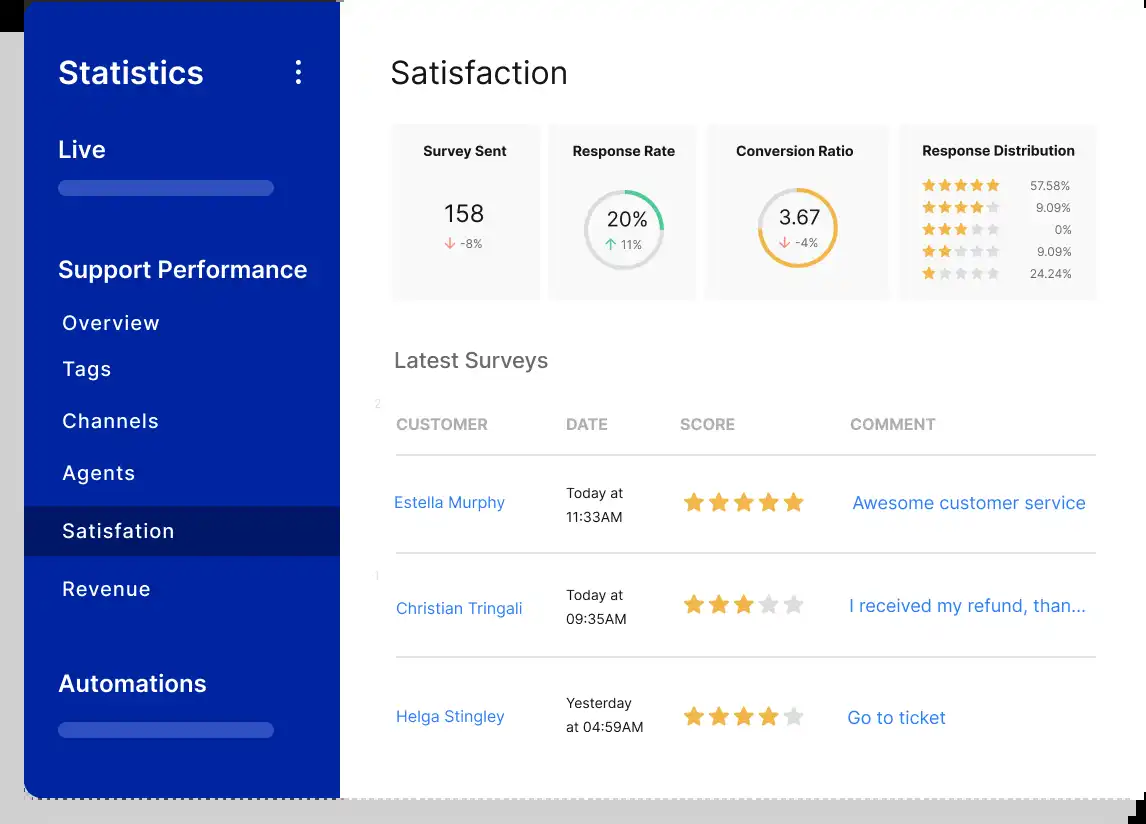 Statistics
Live
Support Performance
Overview
Tags
Channels
Agents
Satisfation
Revenue
Automations
Satisfaction
Survey Sent
158
-8%
Response Rate
20%
11%
Conversion Ratio
3.67
-4%
Response Distribution
57.58%
9.09%
0%
9.09%
24.24%
Latest Surveys
2
CUSTOMER DATE SCORE COMMENT
Estella Murphy
Today at
11:33AM
Awesome customer service
1
Christian Tringali
Today at
09:35AM
I received my refund, than...
Helga Stingley
Yesterday
at 04:59AM
Go to ticket